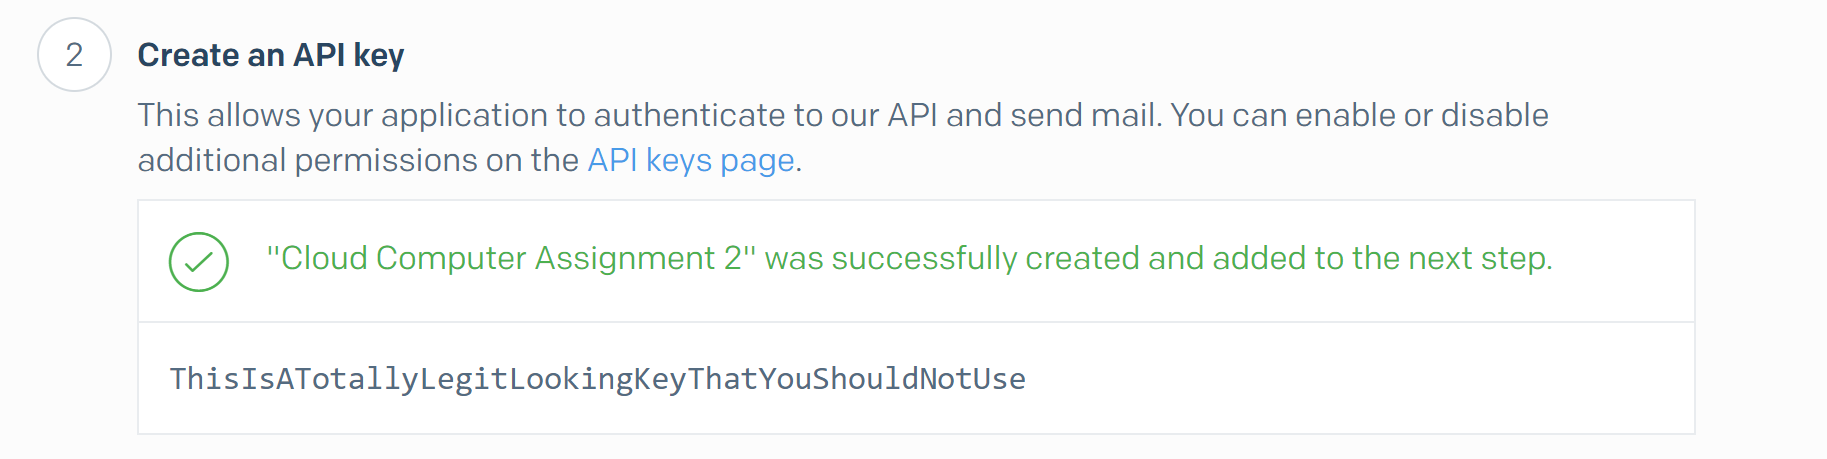 2
Create an API key
This allows your application to authenticate to our API and send mail. You can enable or disable
additional permissions on the API keys page.
"Cloud Computer Assignment 2" was successfully created and added to the next step.
ThisIsATotallyLegitLookingKeyThatYouShouldNotUse